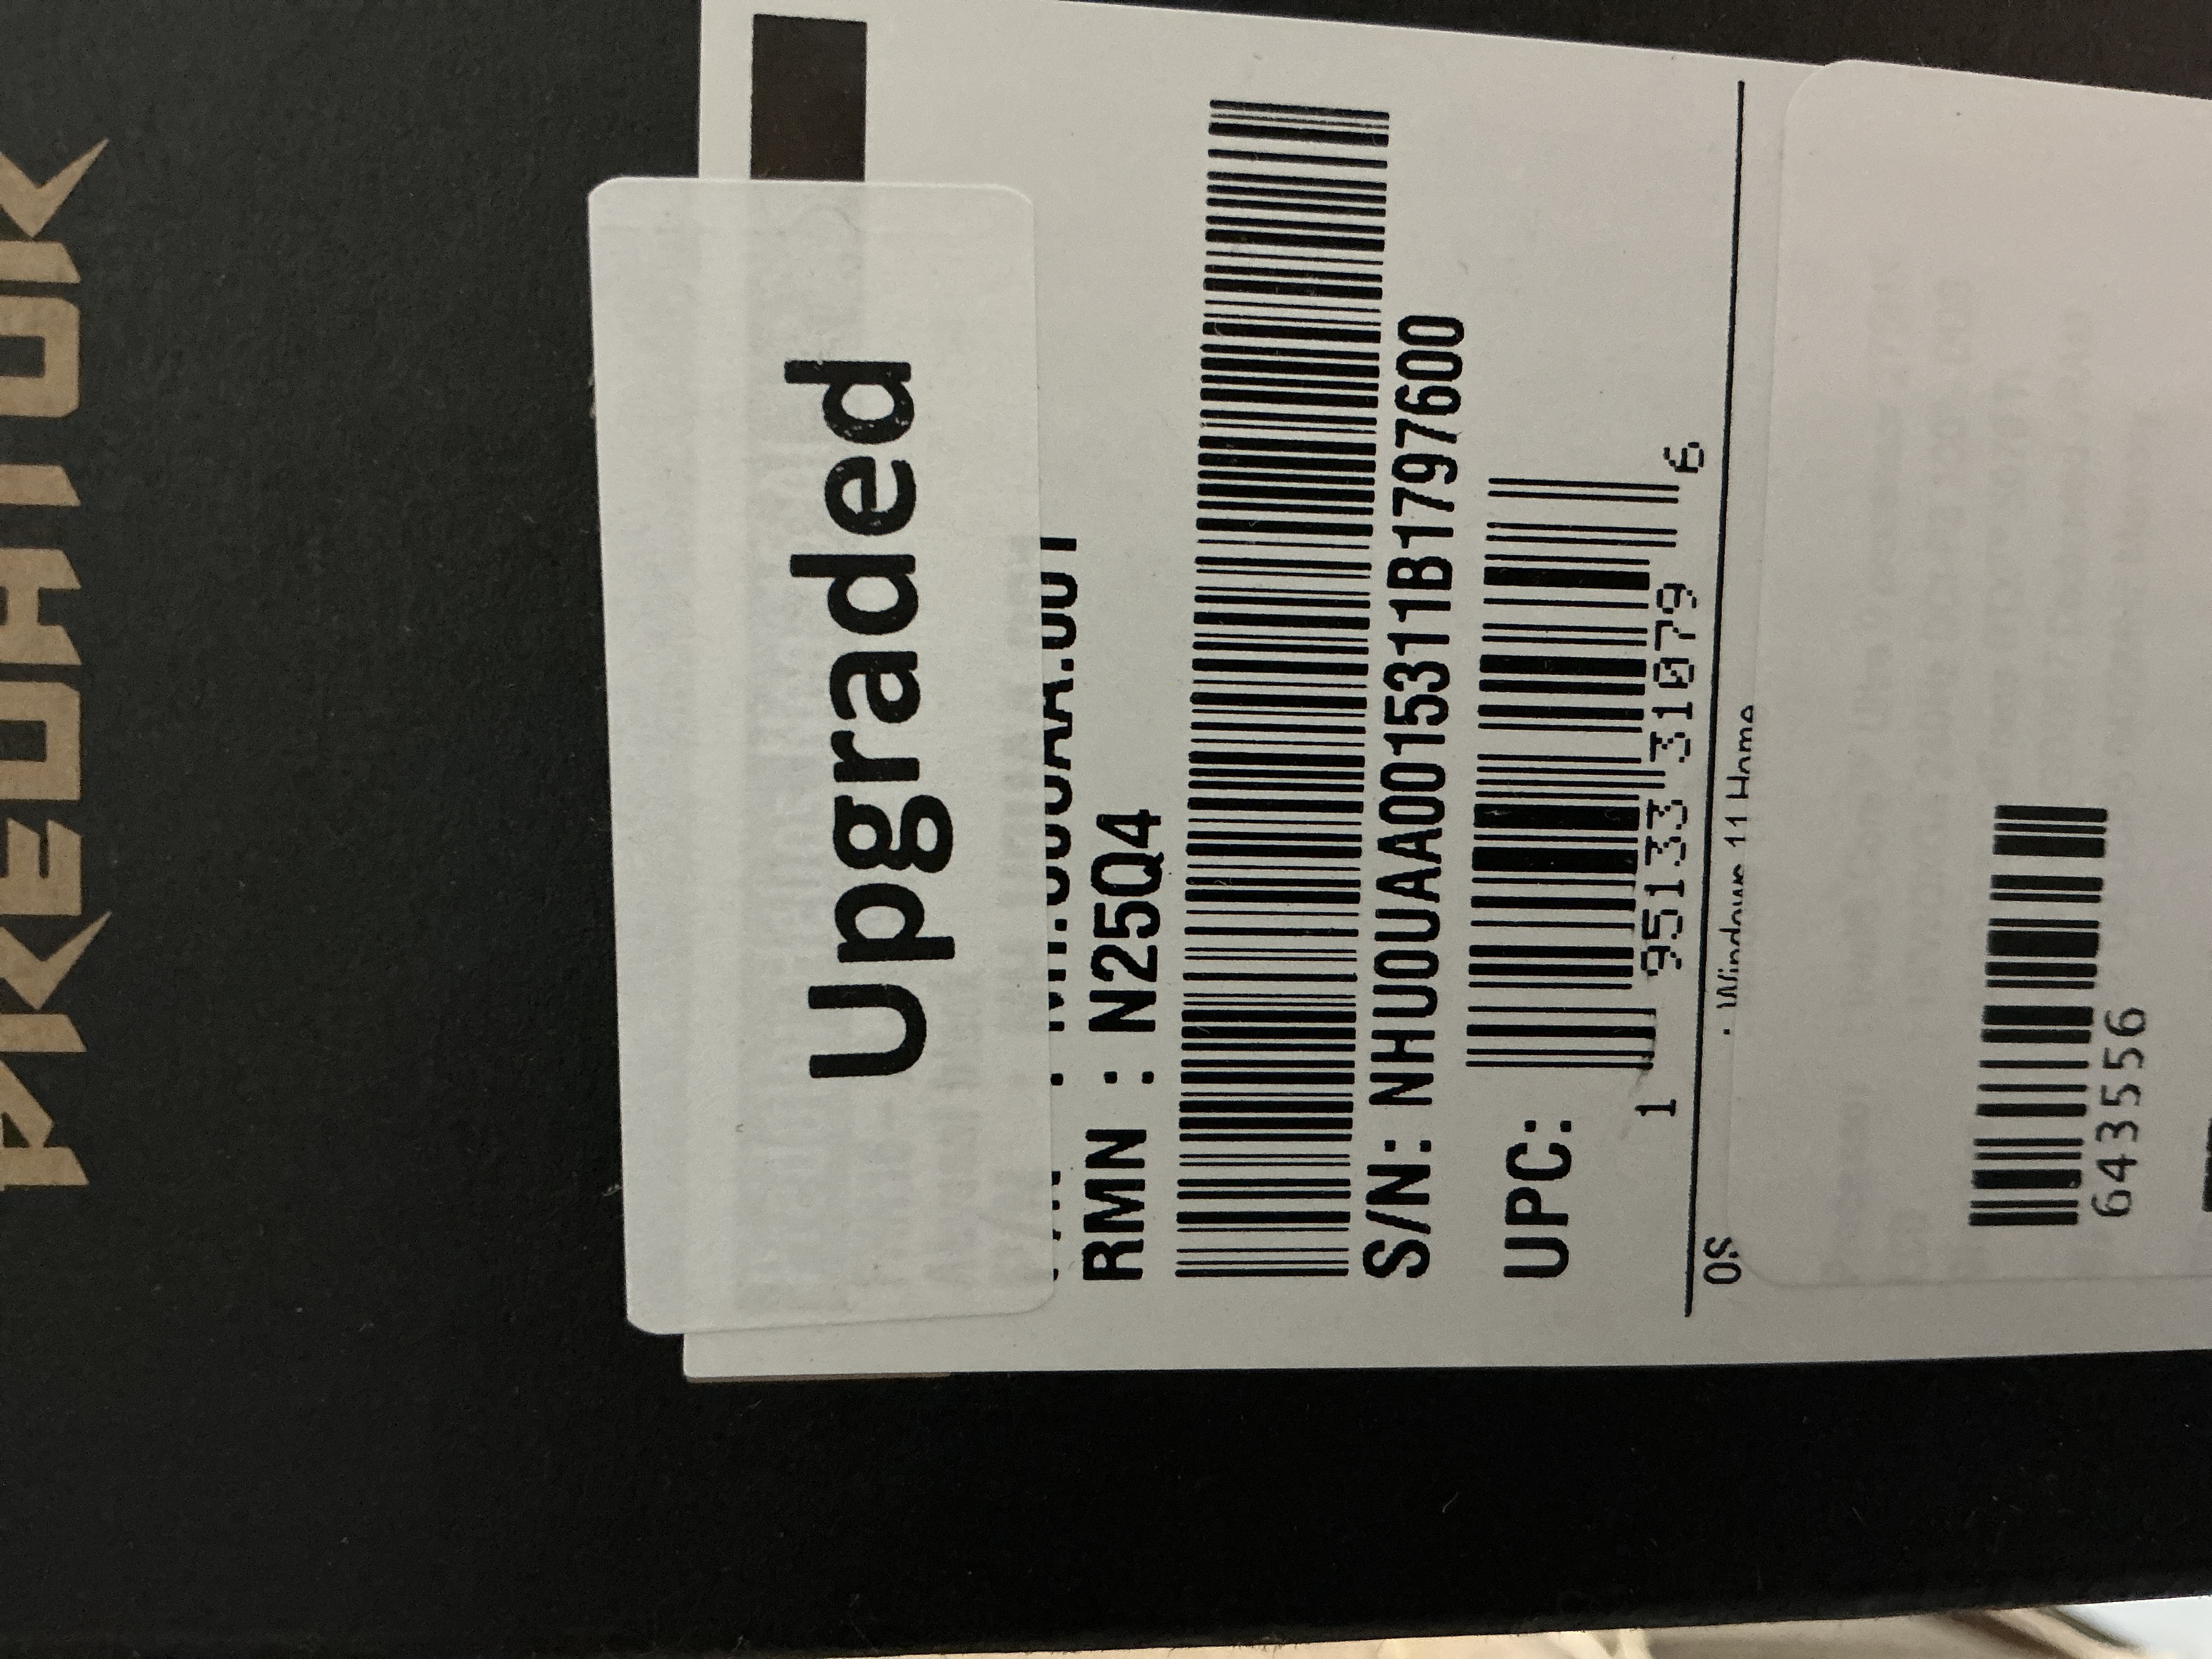 PREDATOR
Upgraded
RMN : N25Q4
S/N: NHU0UAA0015311B1797600
UPC:
1 95133 31079 6
OS : Windows 11 Home
643556